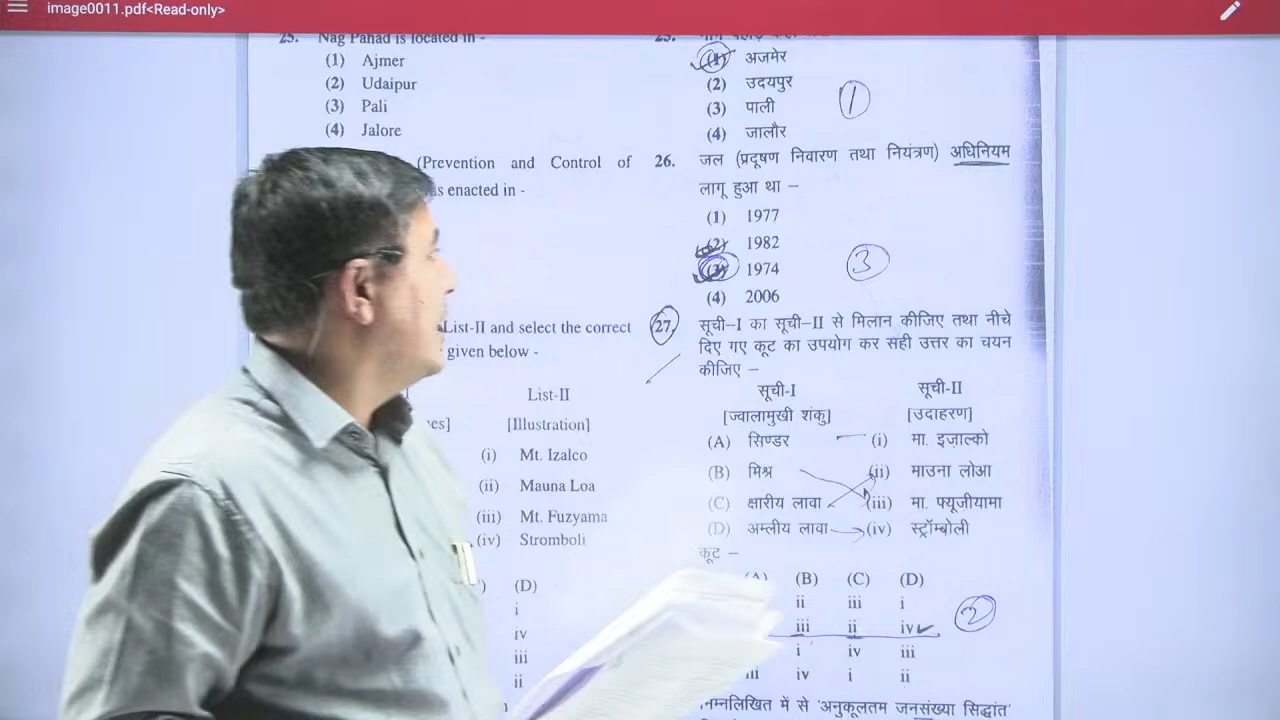 image0011.pdf<Read-only>
25. Nag Pahad is located in -
(1) Ajmer
(2) Udaipur
(3) Pali
(4) Jalore
(Prevention and Control of
enacted in -
List-II and select the correct
given below -
List-II
[Illustration]
(i) Mt. Izalco
(ii) Mauna Loa
(iii) Mt. Fuzyama
(iv) Stromboli
(D)
i
iv
iii
ii
25.
(1) अजमेर
(2) उदयपुर
(3) पाली
(4) जालौर
1
26. जल (प्रदूषण निवारण तथा नियंत्रण) अधिनियम
लागू हुआ था –
(1) 1977
(2) 1982
(3) 1974
(4) 2006
3
27. सूची-I का सूची-II से मिलान कीजिए तथा नीचे
दिए गए कूट का उपयोग कर सही उत्तर का चयन
कीजिए –
सूची-I सूची-II
[ज्वालामुखी शंकु] [उदाहरण]
(A) सिण्डर (i) मा. इज़ाल्को
(B) मिश्र (ii) माउना लोआ
(C) क्षारीय लावा (iii) मा. फ्यूजीयामा
(D) अम्लीय लावा (iv) स्ट्रॉम्बोली
कूट –
(A) (B) (C) (D)
ii iii i
iii ii iv
i iv iii
iii iv i ii
2
निम्नलिखित में से 'अनुकूलतम जनसंख्या सिद्धांत'